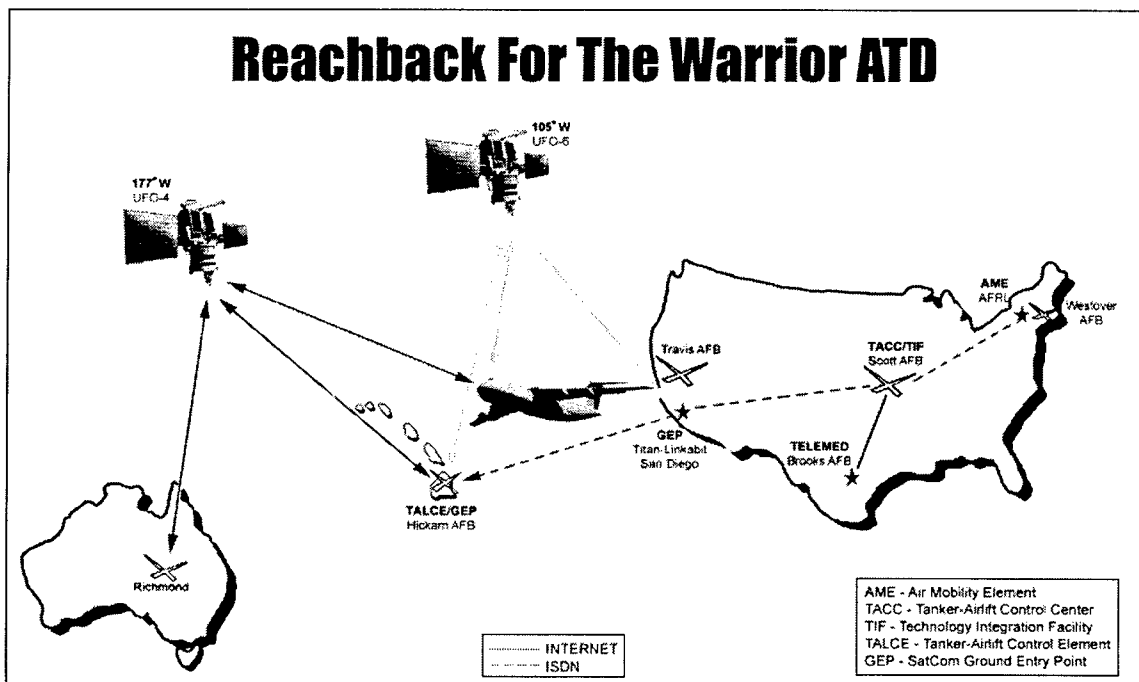 Reachback For The Warrior ATD
105° W
UFO-6
177° W
UFO-4
AME
AFRL
Westover
AFB
Travis AFB
TACC/TIF
Scott AFB
GEP
Titan-Linkabit
San Diego
TELEMED
Brooks AFB
TALCE/GEP
Hickam AFB
Richmond
INTERNET
ISDN
AME - Air Mobility Element
TACC - Tanker-Airlift Control Center
TIF - Technology Integration Facility
TALCE - Tanker-Airlift Control Element
GEP - SatCom Ground Entry Point